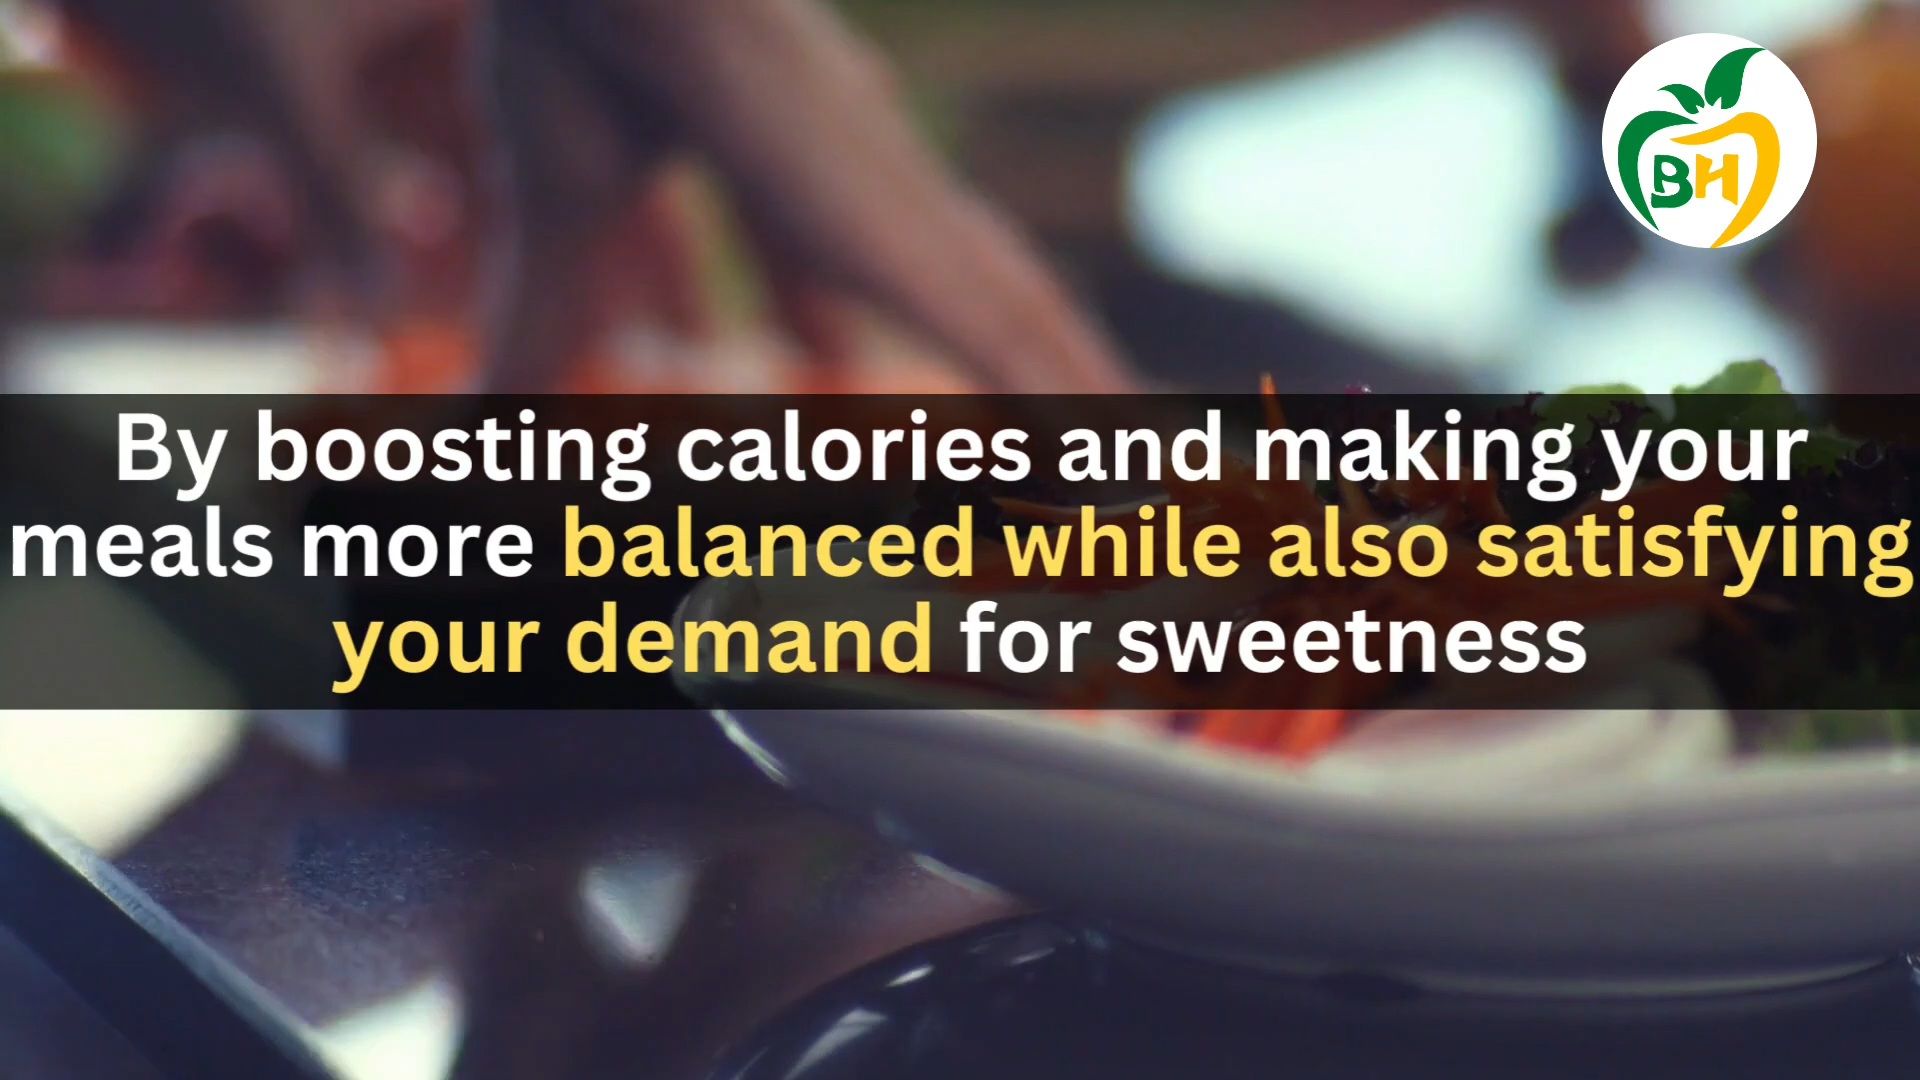 BH
By boosting calories and making your
meals more balanced while also satisfying
your demand for sweetness